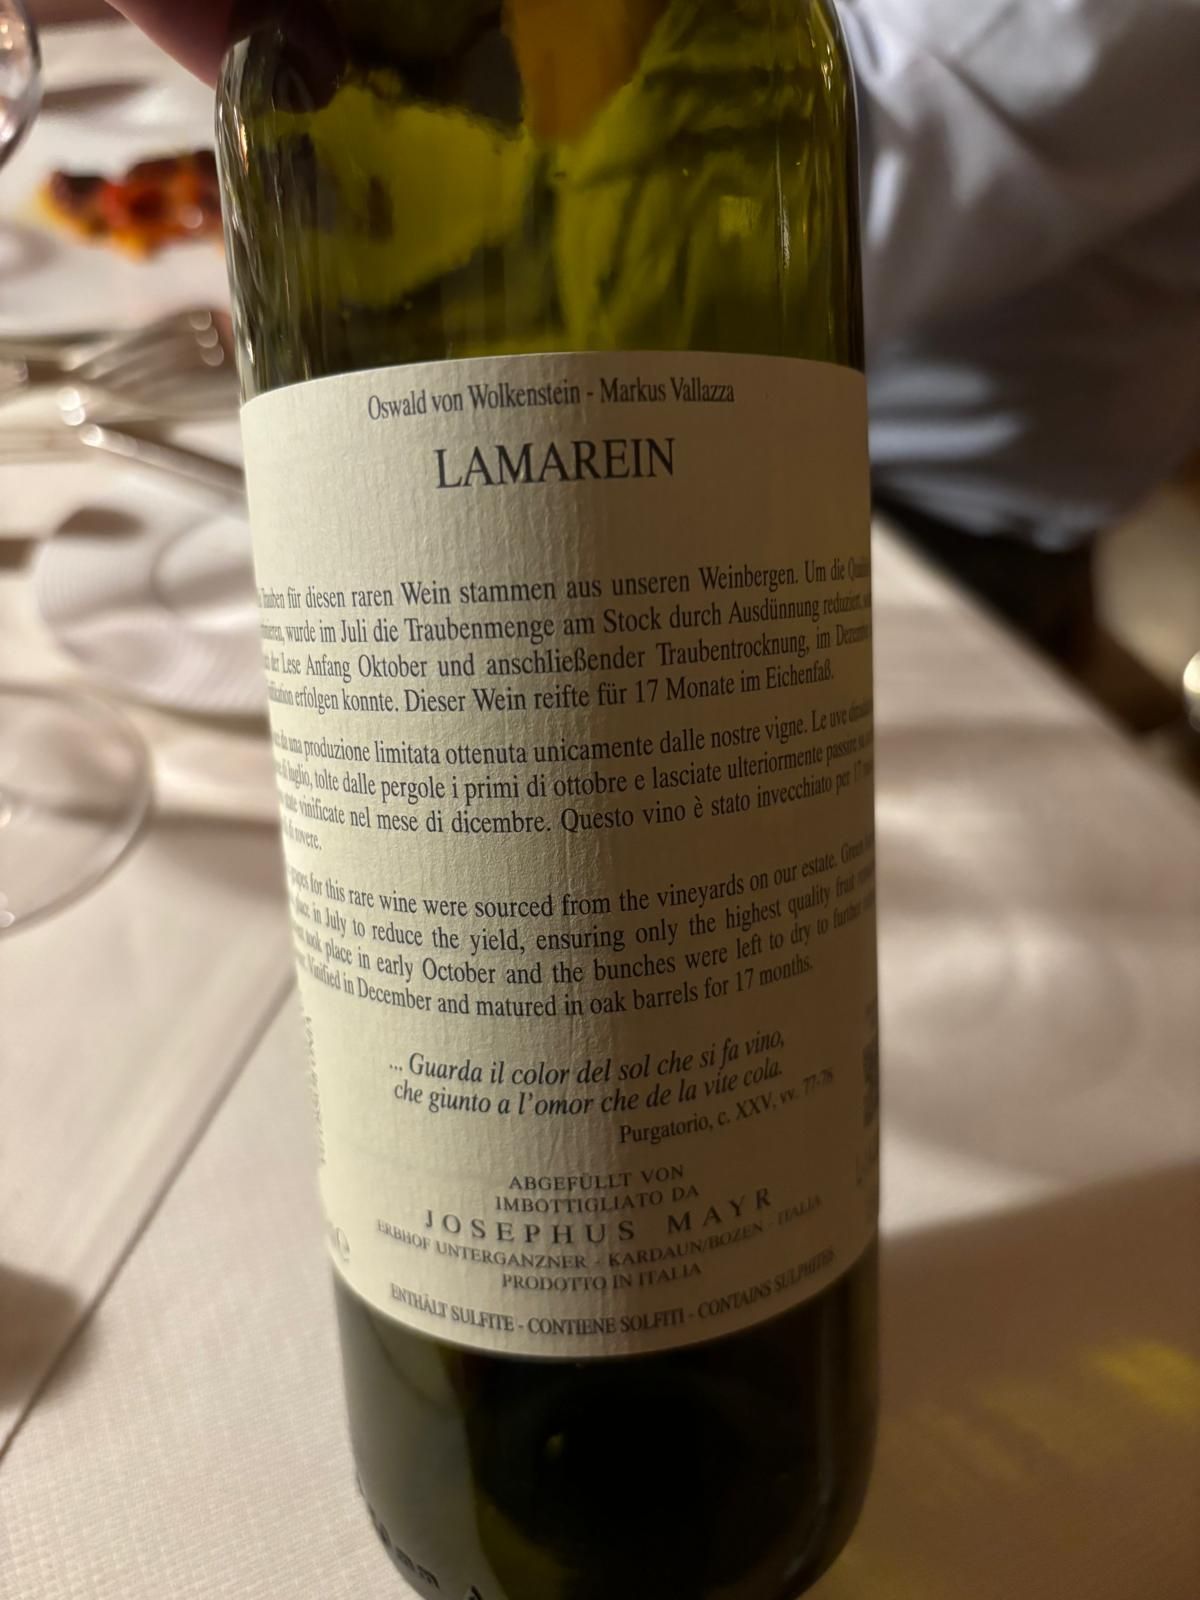 Oswald von Wolkenstein - Markus Vallazza
LAMAREIN
Trauben für diesen raren Wein stammen aus unseren Weinbergen. Um die
wurde im Juli die Traubenmenge am Stock durch Ausdünnung reduziert,
der Lese Anfang Oktober und anschließender Traubentrocknung, im
erfolgen konnte. Dieser Wein reifte für 17 Monate im Eichenfaß.
da una produzione limitata ottenuta unicamente dalle nostre vigne. Le uve
luglio, tolte dalle pergole i primi di ottobre e lasciate ulteriormente passire
state vinificate nel mese di dicembre. Questo vino è stato invecchiato per 17
di rovere.
grapes for this rare wine were sourced from the vineyards on our estate. Green
place in July to reduce the yield, ensuring only the highest quality fruit
took place in early October and the bunches were left to dry to further
Vinified in December and matured in oak barrels for 17 months.
... Guarda il color del sol che si fa vino,
che giunto a l'omor che de la vite cola.
Purgatorio, c. XXV, vv. 77-78
ABGEFÜLLT VON
IMBOTTIGLIATO DA
JOSEPHUS MAYR
ERBHOF UNTERGANZNER - KARDAUN/BOZEN - ITALIA
PRODOTTO IN ITALIA
ENTHÄLT SULFITE - CONTIENE SOLFITI - CONTAINS SULPHITES